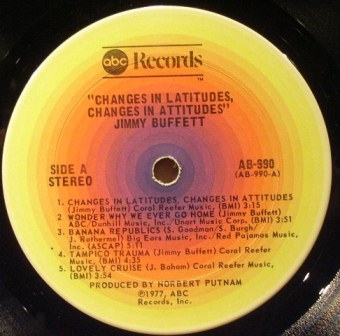 abc Records
TM
"CHANGES IN LATITUDES,
CHANGES IN ATTITUDES"
JIMMY BUFFETT
SIDE A
STEREO
AB-990
(AB-990-A)
1. CHANGES IN LATITUDES, CHANGES IN ATTITUDES
(Jimmy Buffett) Coral Reefer Music, (BMI) 3:15
2. WONDER WHY WE EVER GO HOME (Jimmy Buffett)
ABC/Dunhill Music, Inc./Unart Music Corp. (BMI) 3:51
3. BANANA REPUBLICS (S. Goodman/S. Burgh/
J. Rothermel) Big Ears Music, Inc./Red Pajamas
Music, Inc. (ASCAP) 5:11
4. TAMPICO TRAUMA (Jimmy Buffett) Coral Reefer
Music, (BMI) 4:35
5. LOVELY CRUISE (J. Baham) Coral Reefer Music,
(BMI) 3:54
PRODUCED BY NORBERT PUTNAM
℗1977, ABC
Records, Inc.